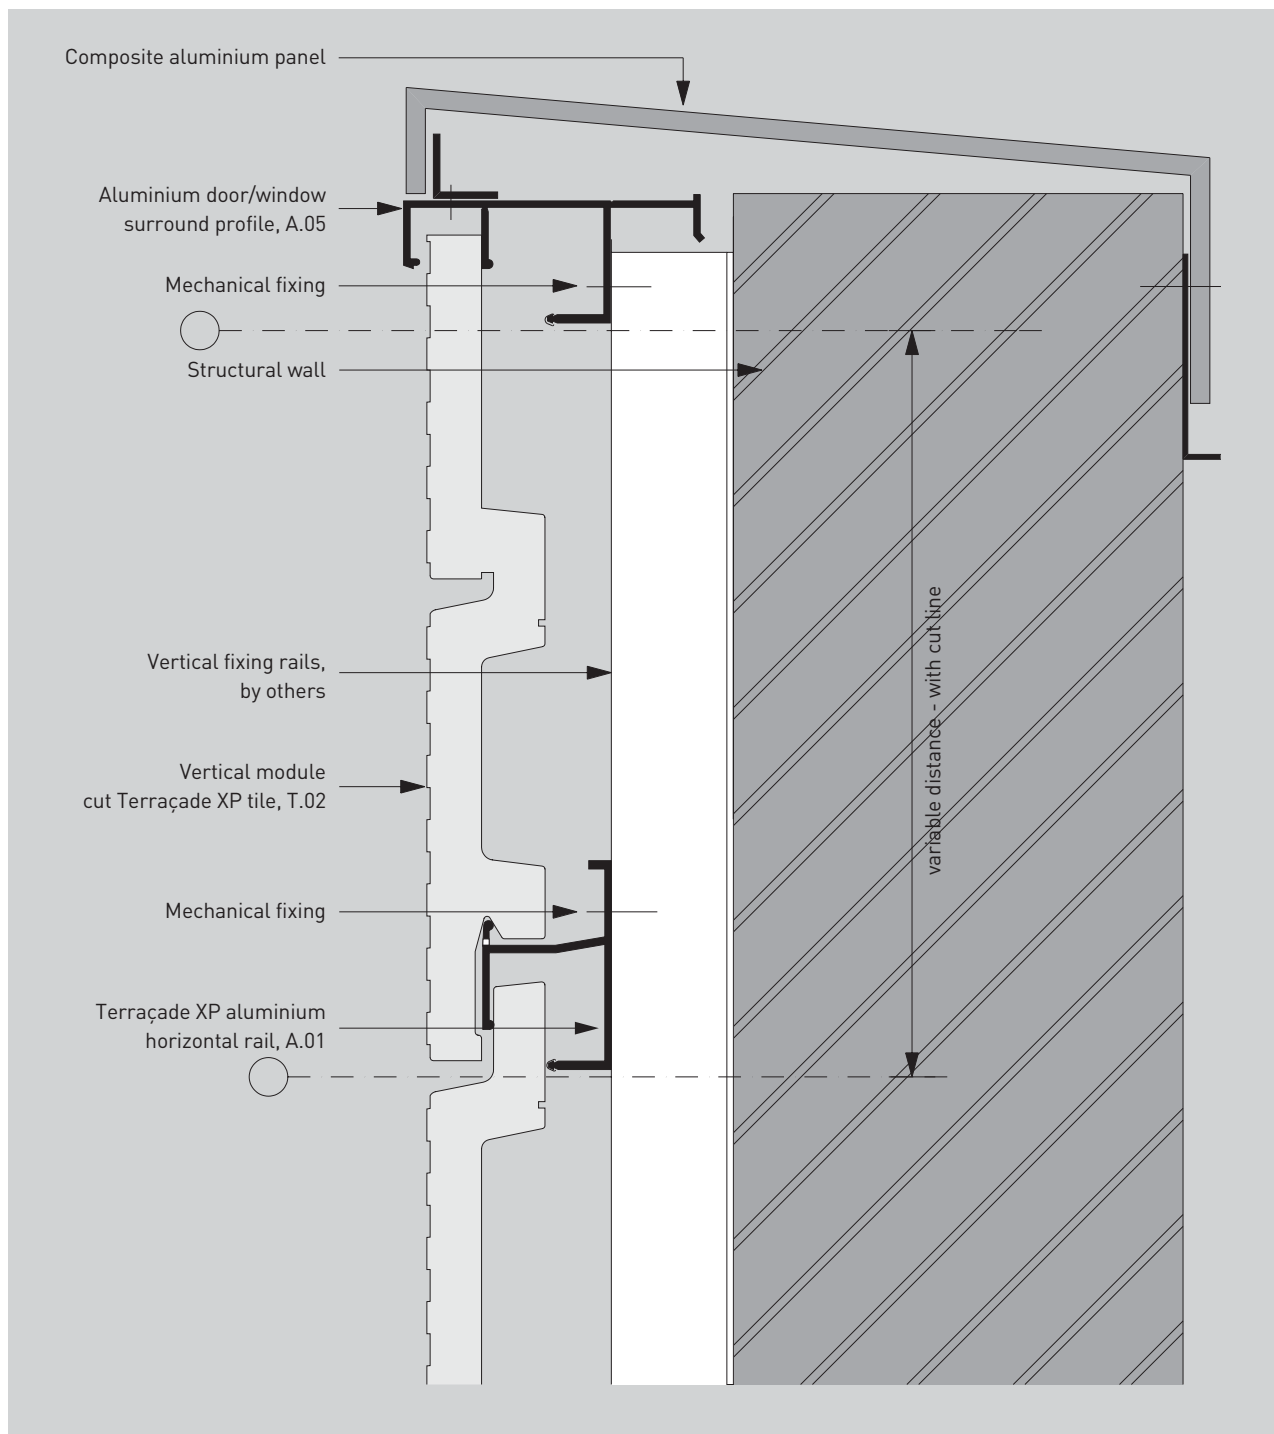 Composite aluminium panel
Aluminium door/window
surround profile, A.05
Mechanical fixing
Structural wall
Vertical fixing rails,
by others
Vertical module
cut Terraçade XP tile, T.02
Mechanical fixing
Terraçade XP aluminium
horizontal rail, A.01
variable distance - with cut line